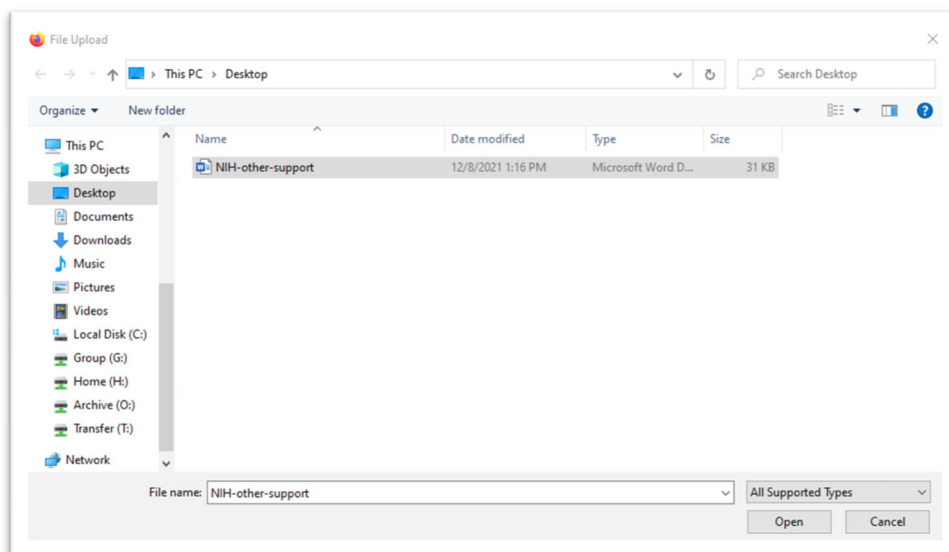 File Upload
This PC > Desktop
Search Desktop
Organize
New folder
Name
Date modified
Type
Size
NIH-other-support
12/8/2021 1:16 PM
Microsoft Word D...
31 KB
This PC
3D Objects
Desktop
Documents
Downloads
Music
Pictures
Videos
Local Disk (C:)
Group (G:)
Home (H:)
Archive (O:)
Transfer (T:)
Network
File name: NIH-other-support
All Supported Types
Open
Cancel